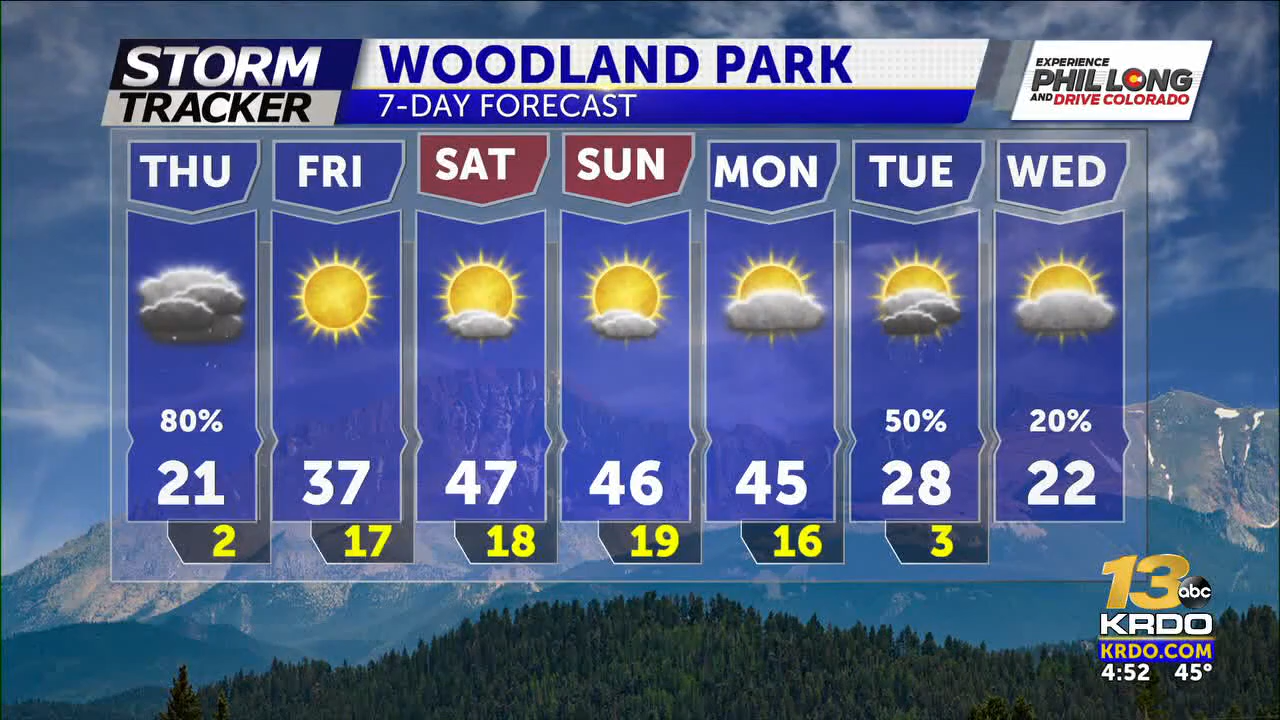 STORM
TRACKER
WOODLAND PARK
7-DAY FORECAST
EXPERIENCE
PHIL LONG
AND DRIVE COLORADO
THU FRI SAT SUN MON TUE WED
80% 50% 20%
21 37 47 46 45 28 22
2 17 18 19 16 3
13 abc
KRDO
KRDO.COM
4:52 45°